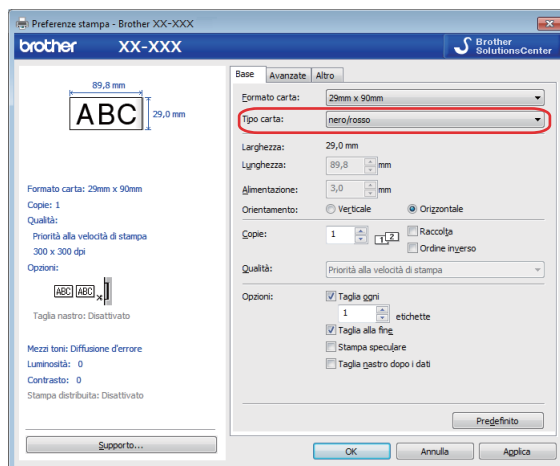 Preferenze stampa - Brother XX-XXX
brother XX-XXX
Brother
SolutionsCenter
89,8 mm
ABC
29,0 mm
Formato carta: 29mm x 90mm
Copie: 1
Qualità:
Priorità alla velocità di stampa
300 x 300 dpi
Opzioni:
ABC ABC
Taglia nastro: Disattivato
Mezzi toni: Diffusione d'errore
Luminosità: 0
Contrasto: 0
Stampa distribuita: Disattivato
Supporto...
Base Avanzate Altro
Formato carta: 29mm x 90mm
Tipo carta: nero/rosso
Larghezza: 29,0 mm
Lunghezza: 89,8 mm
Alimentazione: 3,0 mm
Orientamento: Verticale Orizzontale
Copie: 1 1 2 Raccolta
Ordine inverso
Qualità: Priorità alla velocità di stampa
Opzioni: Taglia ogni
1 etichette
Taglia alla fine
Stampa speculare
Taglia nastro dopo i dati
Predefinito
OK Annulla Applica